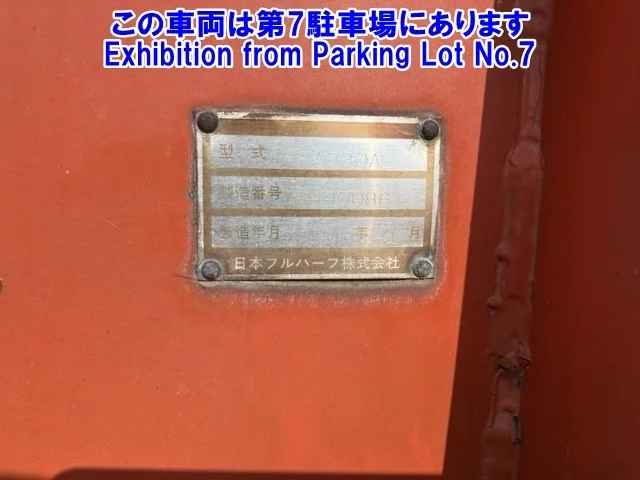 この車両は第7駐車場にあります
Exhibition from Parking Lot No.7
型式
製造番号
製造年月 年 月
日本フルハーフ株式会社